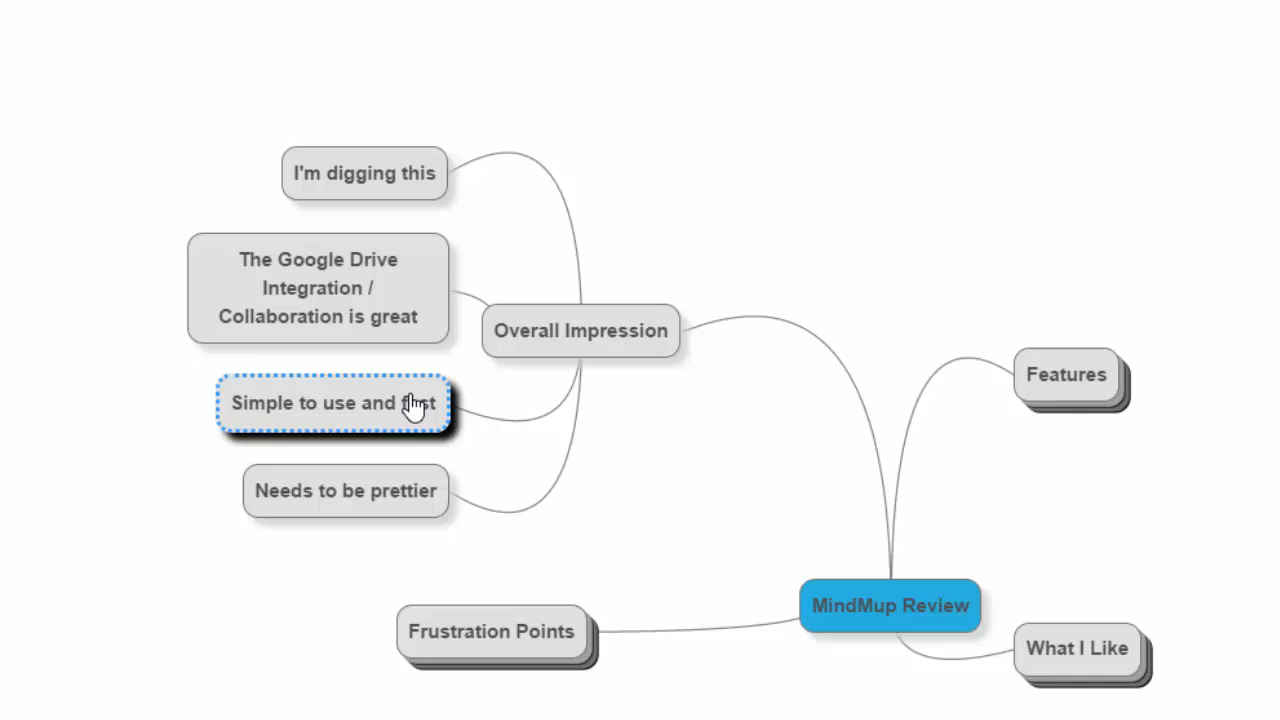 I'm digging this
The Google Drive
Integration /
Collaboration is great
Overall Impression
Features
Simple to use and
Needs to be prettier
MindMup Review
Frustration Points
What I Like